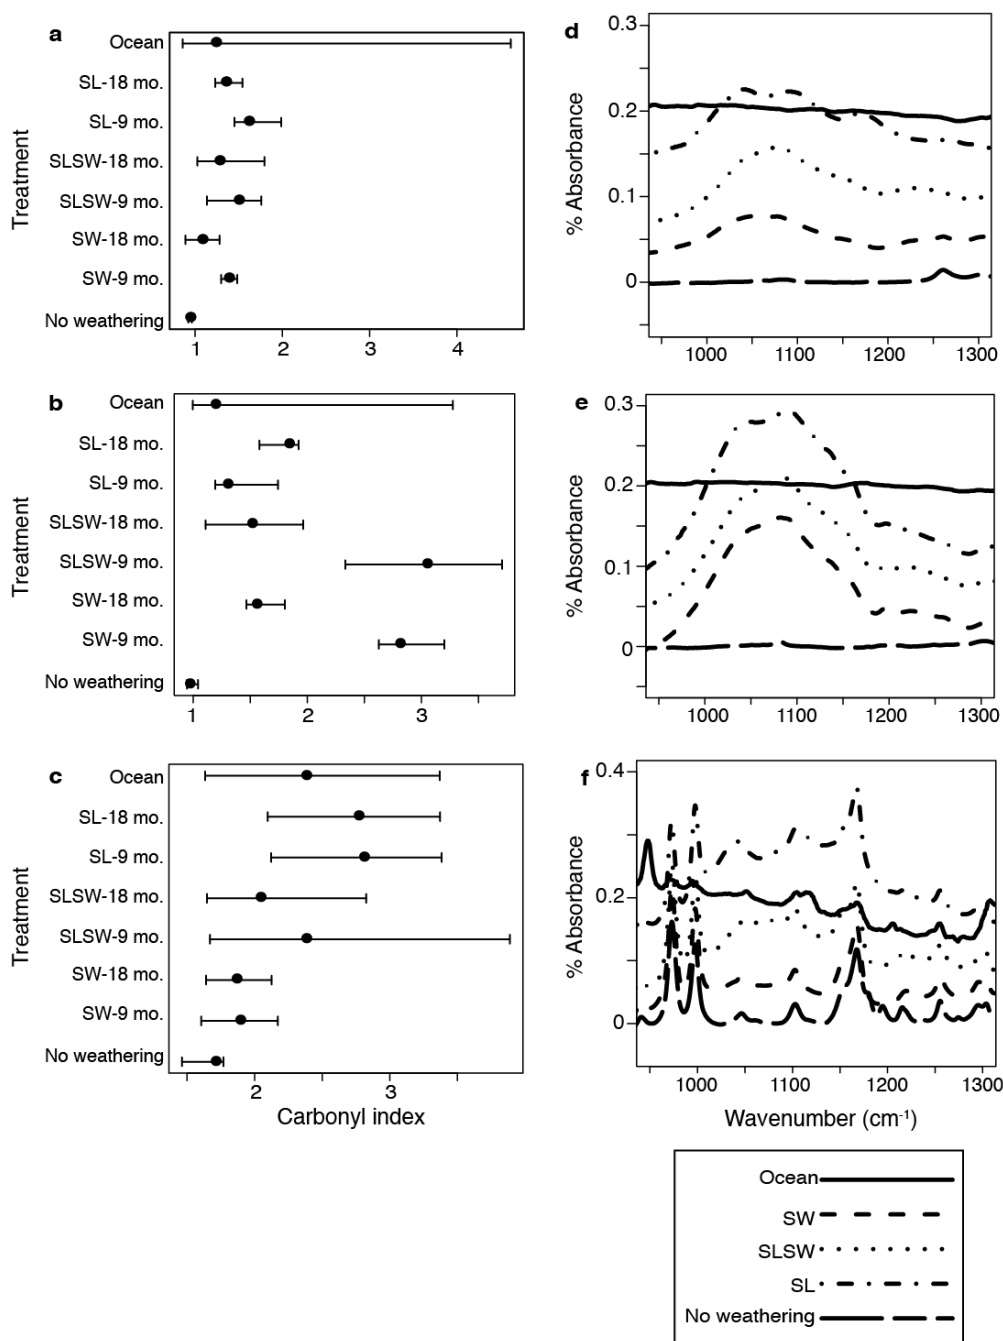 a
Treatment
Ocean
SL-18 mo.
SL-9 mo.
SLSW-18 mo.
SLSW-9 mo.
SW-18 mo.
SW-9 mo.
No weathering
1 2 3 4
d
% Absorbance
0.3
0.2
0.1
0
1000 1100 1200 1300
b
Treatment
Ocean
SL-18 mo.
SL-9 mo.
SLSW-18 mo.
SLSW-9 mo.
SW-18 mo.
SW-9 mo.
No weathering
1 2 3
e
% Absorbance
0.3
0.2
0.1
0
1000 1100 1200 1300
c
Treatment
Ocean
SL-18 mo.
SL-9 mo.
SLSW-18 mo.
SLSW-9 mo.
SW-18 mo.
SW-9 mo.
No weathering
2 3
Carbonyl index
f
% Absorbance
0.4
0.2
0
1000 1100 1200 1300
Wavenumber (cm⁻¹)
Ocean
SW
SLSW
SL
No weathering